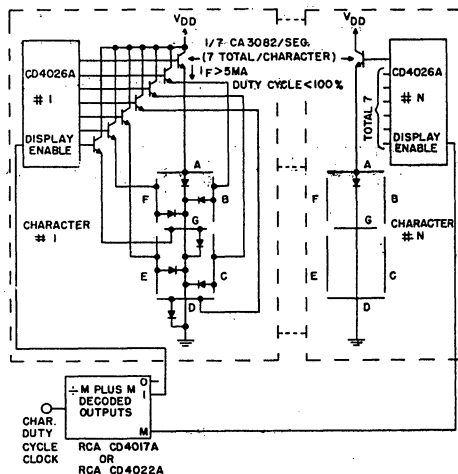 VDD
1/7 CA3082/SEG.
(7 TOTAL/CHARACTER)
IF>5MA
DUTY CYCLE<100%
CD4026A
#1
DISPLAY
ENABLE
CHARACTER
#1
A
F
B
G
E
C
D
VDD
CD4026A
#N
TOTAL 7
DISPLAY
ENABLE
A
F
B
G
CHARACTER
#N
E
C
D
÷M PLUS M
DECODED
OUTPUTS
0
1
M
CHAR.
DUTY
CYCLE
CLOCK
RCA CD4017A
OR
RCA CD4022A